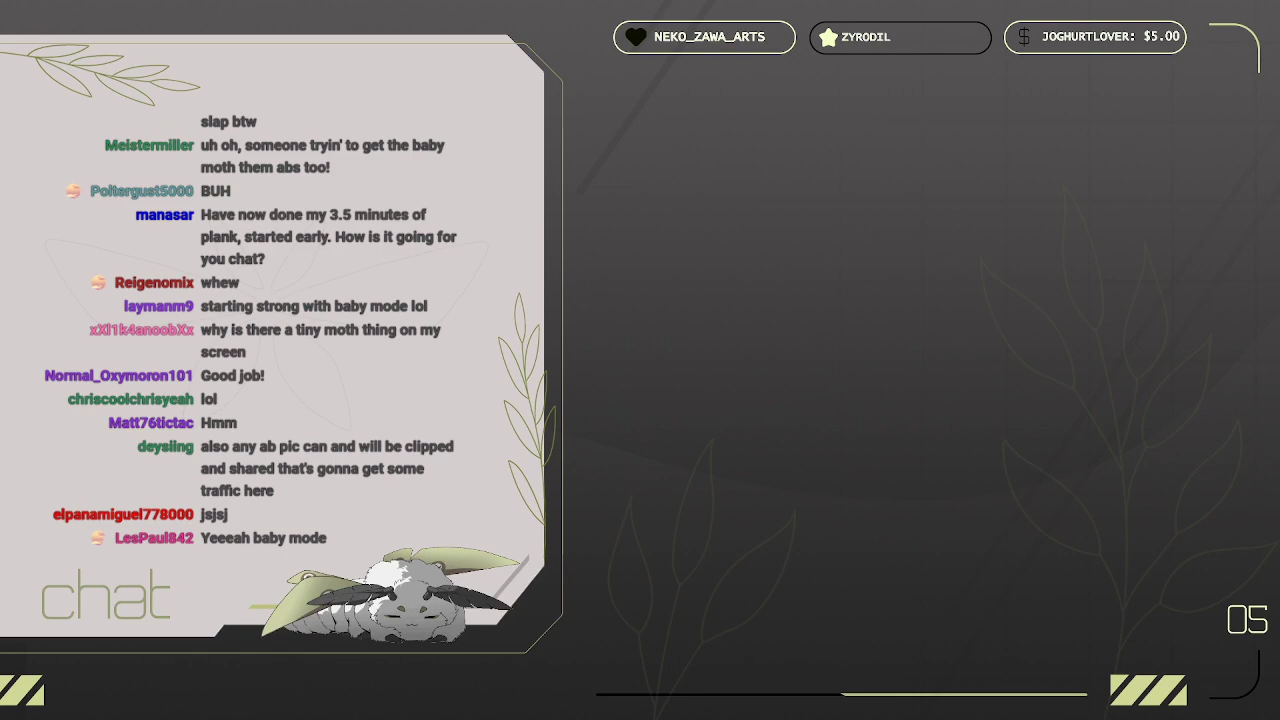 NEKO_ZAWA_ARTS
ZYRODIL
JOGHURTLOVER: $5.00
slap btw
Meistermiller uh oh, someone tryin' to get the baby
moth them abs too!
Poltergust5000 BUH
manasar Have now done my 3.5 minutes of
plank, started early. How is it going for
you chat?
Reigenomix whew
laymanm9 starting strong with baby mode lol
xXl1k4anoobXx why is there a tiny moth thing on my
screen
Normal_Oxymoron101 Good job!
chriscoolchrisyeah lol
Matt76tictac Hmm
deysiing also any ab pic can and will be clipped
and shared that's gonna get some
traffic here
elpanamiguel778000 jsjsj
LesPaul842 Yeeeah baby mode
chat
05